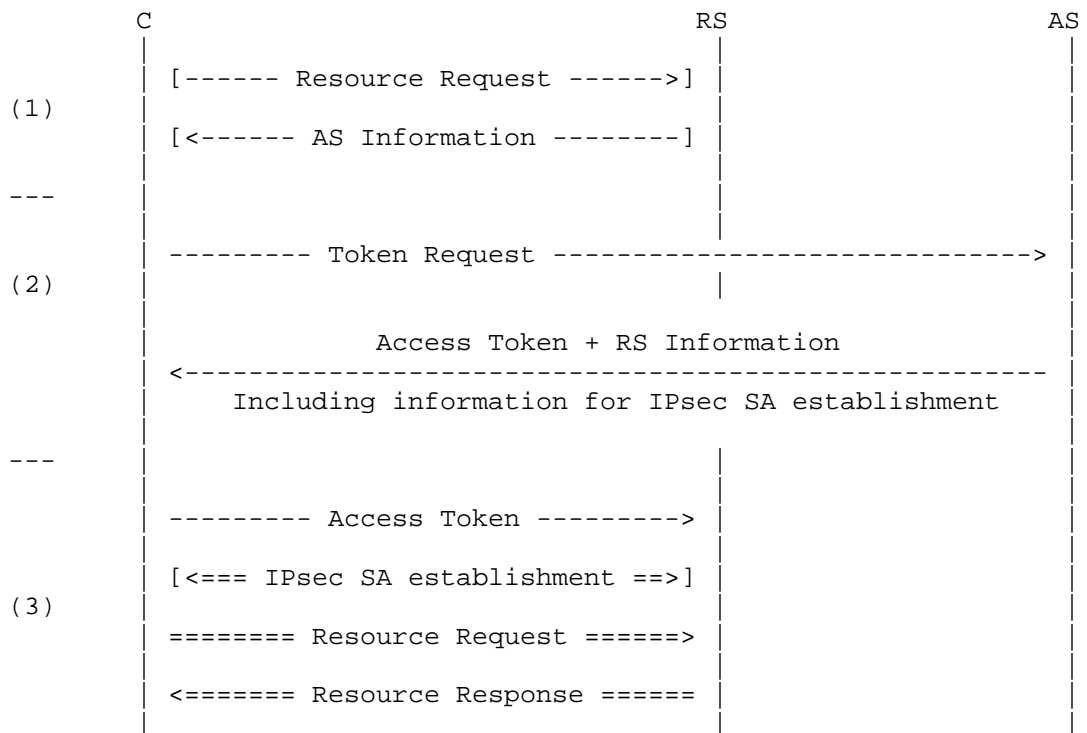 C RS AS
[------ Resource Request ------>]
(1)
[<------ AS Information --------]
---
--------- Token Request ------------------------------>
(2)
Access Token + RS Information
<------------------------------------------------------
Including information for IPsec SA establishment
---
--------- Access Token --------->
[<=== IPsec SA establishment ==>]
(3)
======== Resource Request ======>
<======= Resource Response ======